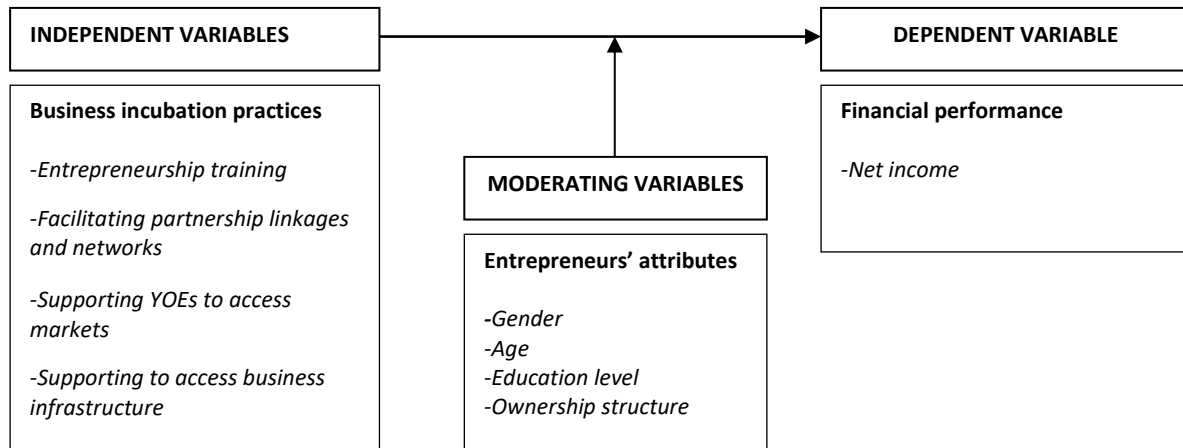 INDEPENDENT VARIABLES
Business incubation practices
-Entrepreneurship training
-Facilitating partnership linkages
and networks
-Supporting YOEs to access
markets
-Supporting to access business
infrastructure
MODERATING VARIABLES
Entrepreneurs’ attributes
-Gender
-Age
-Education level
-Ownership structure
DEPENDENT VARIABLE
Financial performance
-Net income